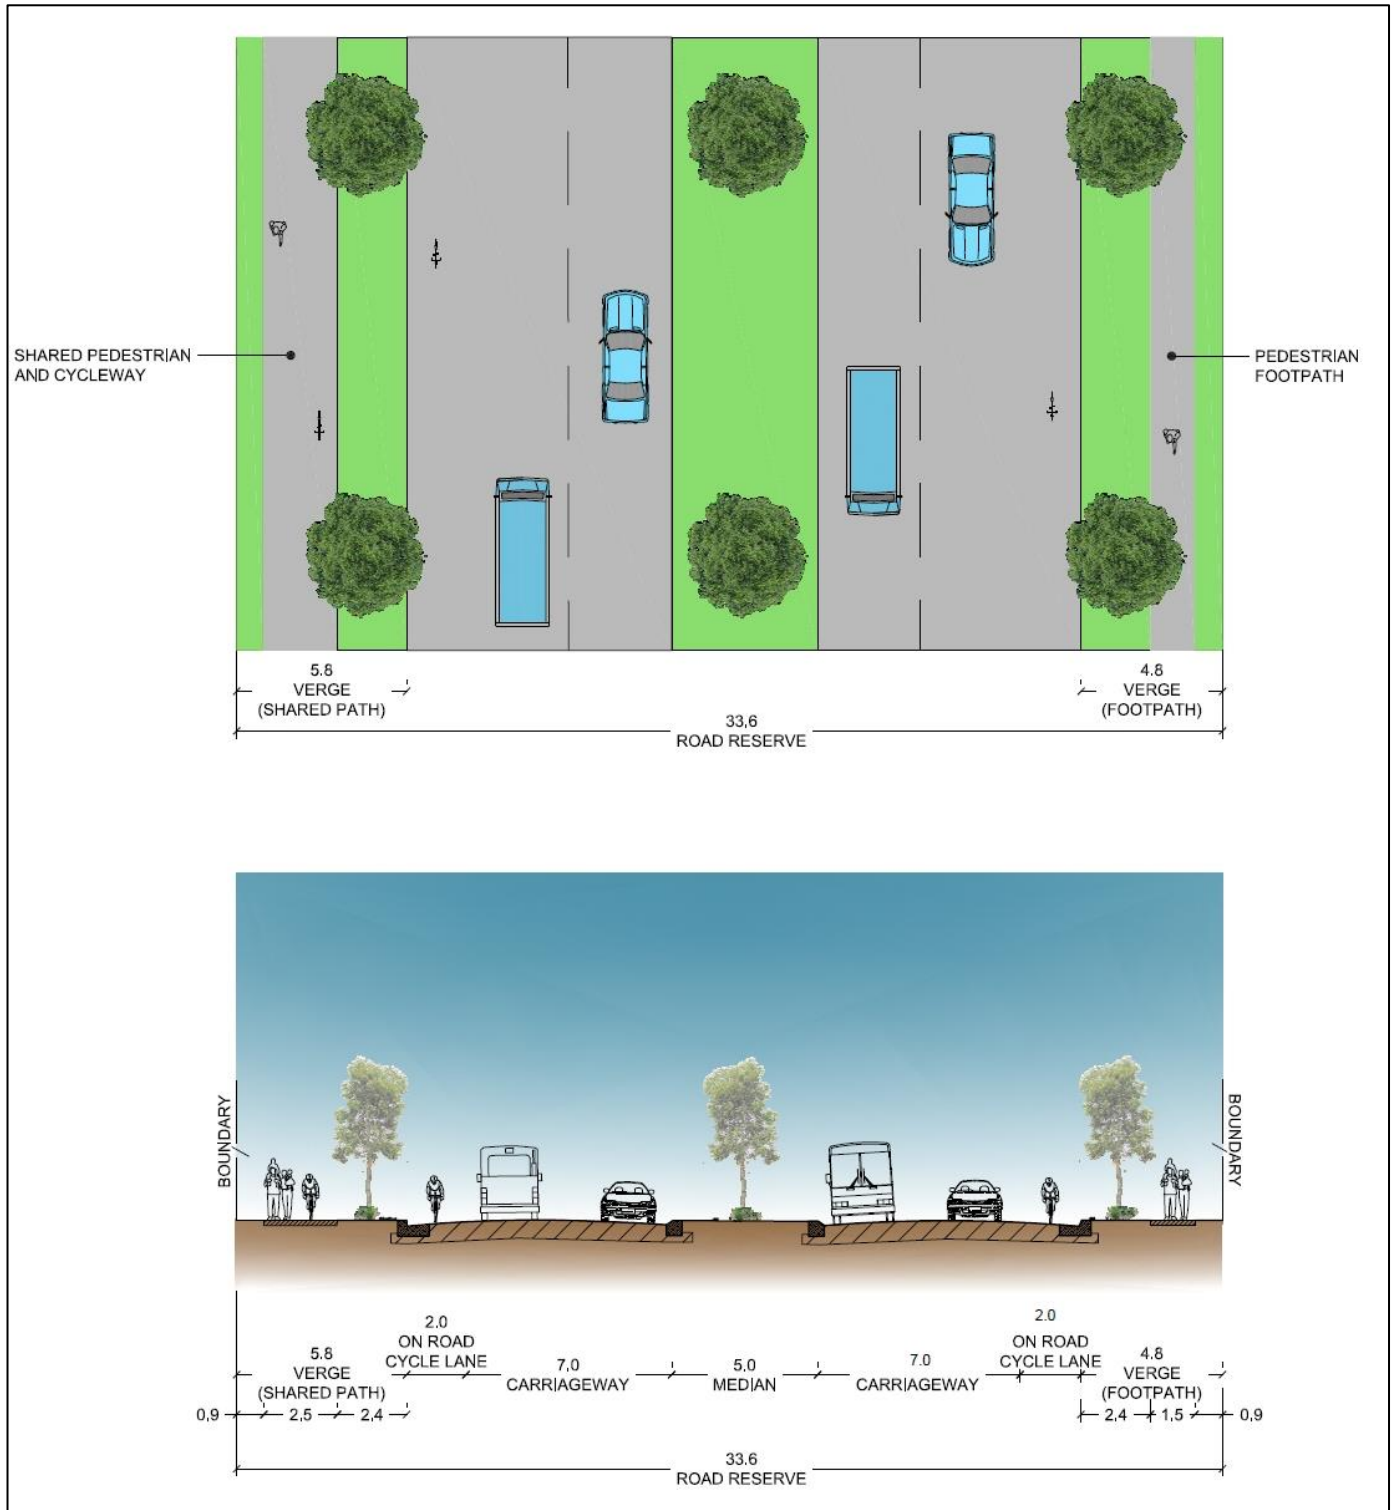 SHARED PEDESTRIAN
AND CYCLEWAY
PEDESTRIAN
FOOTPATH
5.8
VERGE
(SHARED PATH)
4.8
VERGE
(FOOTPATH)
33.6
ROAD RESERVE
BOUNDARY
BOUNDARY
2.0
ON ROAD
CYCLE LANE
2.0
ON ROAD
CYCLE LANE
5.8
VERGE
(SHARED PATH)
7.0
CARRIAGEWAY
5.0
MEDIAN
7.0
CARRIAGEWAY
4.8
VERGE
(FOOTPATH)
0.9 2.5 2.4 2.4 1.5 0.9
33.6
ROAD RESERVE